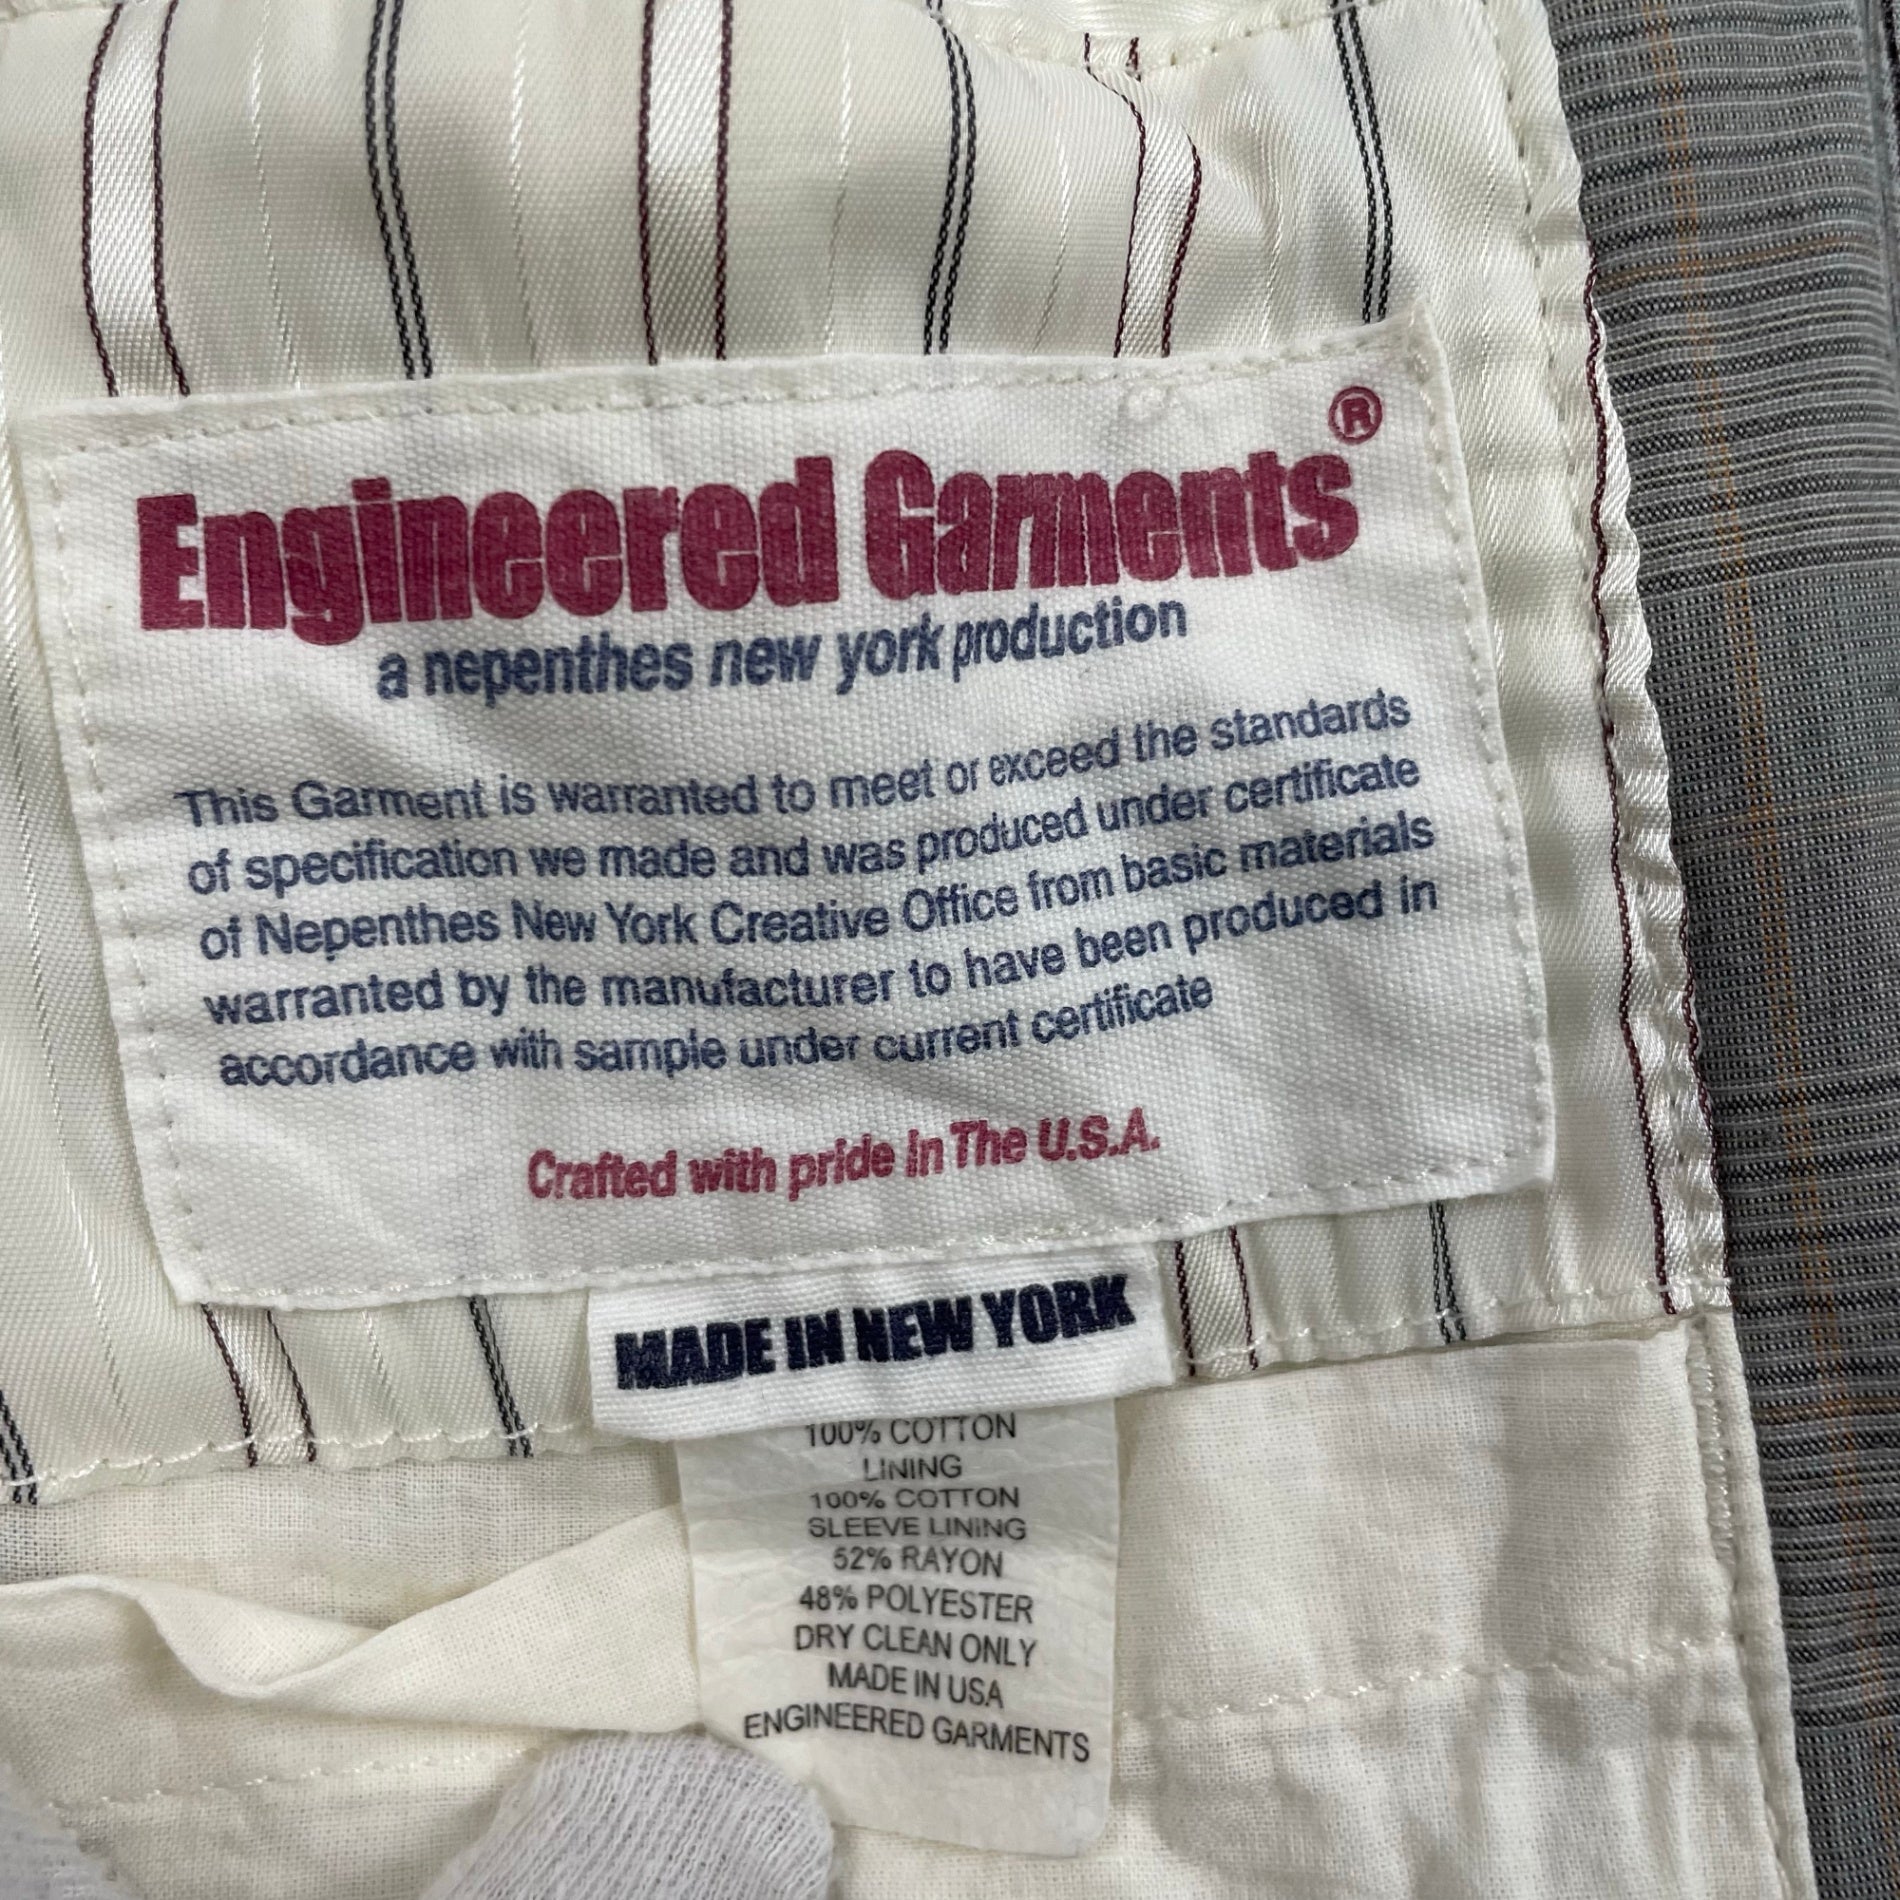 Engineered Garments®
a nepenthes new york production
This Garment is warranted to meet or exceed the standards
of specification we made and was produced under certificate
of Nepenthes New York Creative Office from basic materials
warranted by the manufacturer to have been produced in
accordance with sample under current certificate
Crafted with pride In The U.S.A.
MADE IN NEW YORK
100% COTTON
LINING
100% COTTON
SLEEVE LINING
52% RAYON
48% POLYESTER
DRY CLEAN ONLY
MADE IN USA
ENGINEERED GARMENTS